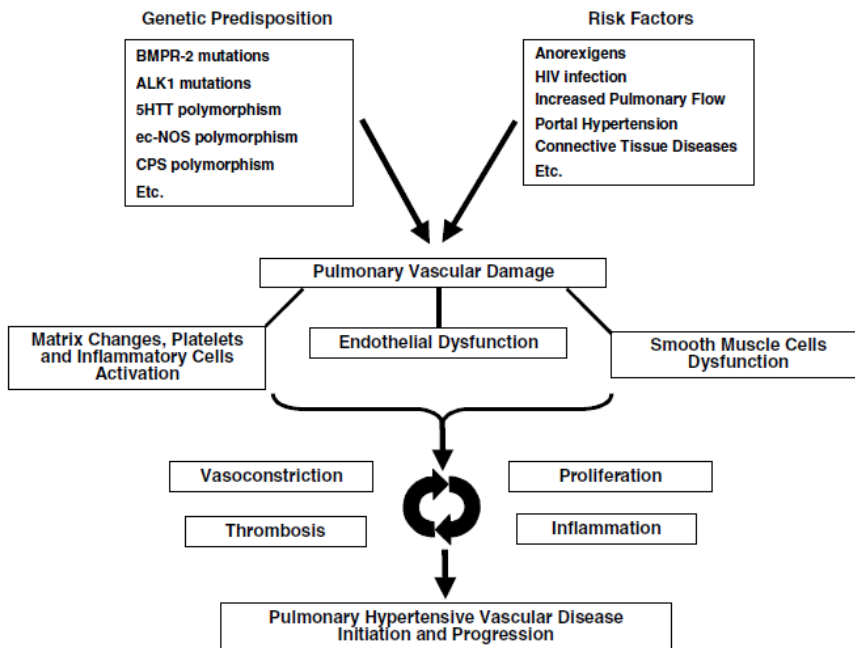 Genetic Predisposition
BMPR-2 mutations
ALK1 mutations
5HTT polymorphism
ec-NOS polymorphism
CPS polymorphism
Etc.
Risk Factors
Anorexigens
HIV infection
Increased Pulmonary Flow
Portal Hypertension
Connective Tissue Diseases
Etc.
Pulmonary Vascular Damage
Matrix Changes, Platelets
and Inflammatory Cells
Activation
Endothelial Dysfunction
Smooth Muscle Cells
Dysfunction
Vasoconstriction
Proliferation
Thrombosis
Inflammation
Pulmonary Hypertensive Vascular Disease
Initiation and Progression